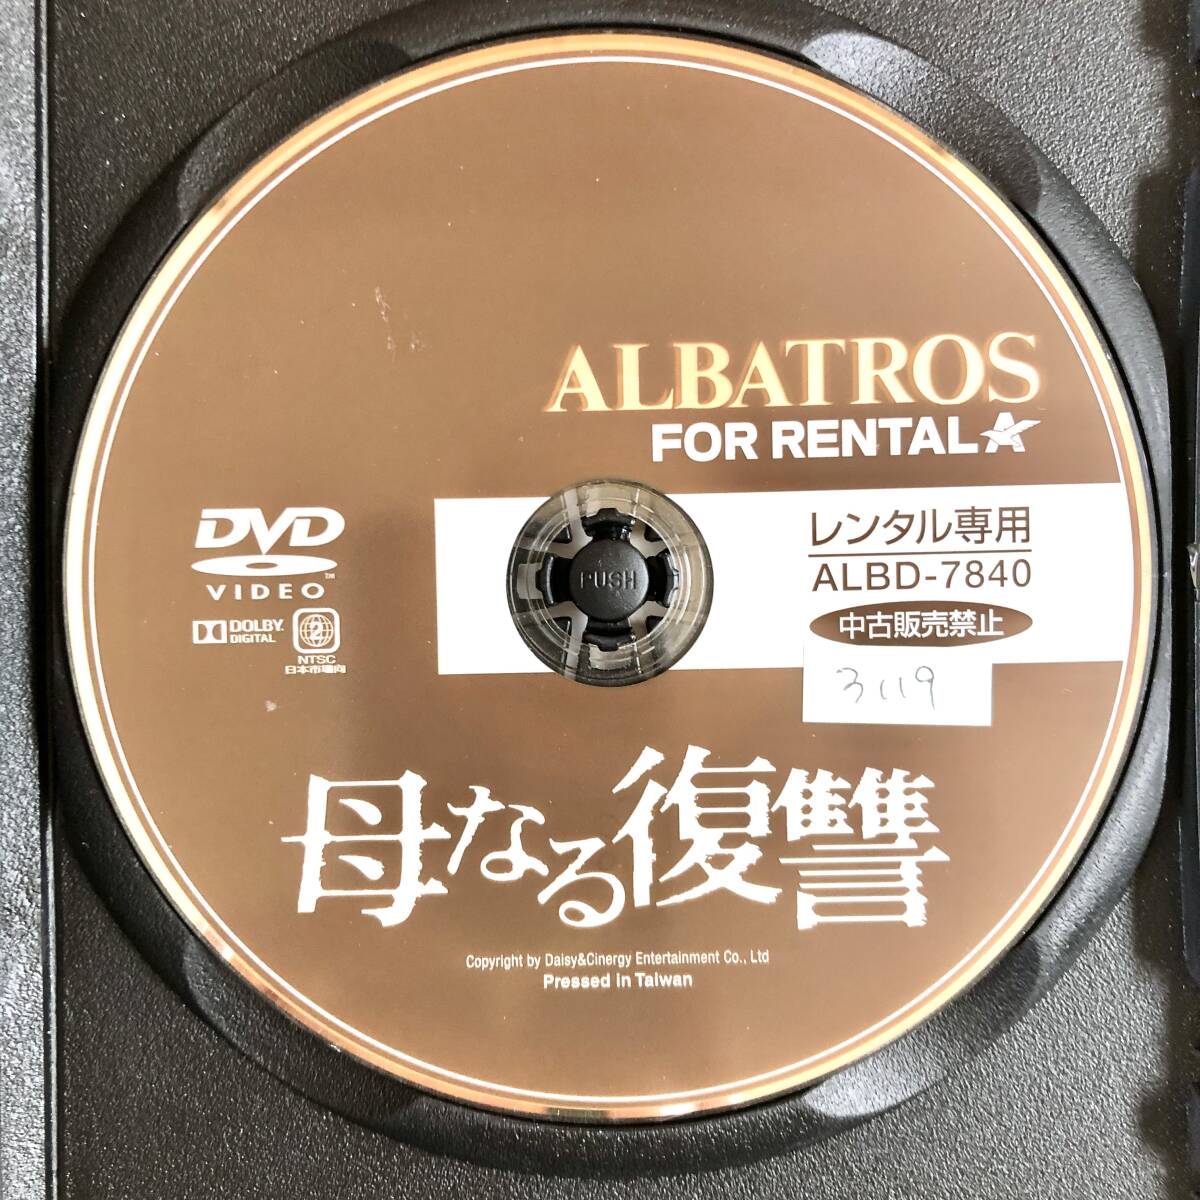 ALBATROS
FOR RENTAL
レンタル専用
ALBD-7840
中古販売禁止
3119
DVD
VIDEO™
DOLBY
DIGITAL
2
NTSC
日本市場向
PUSH
母なる復讐
Copyright by Daisy&Cinergy Entertainment Co., Ltd
Pressed in Taiwan